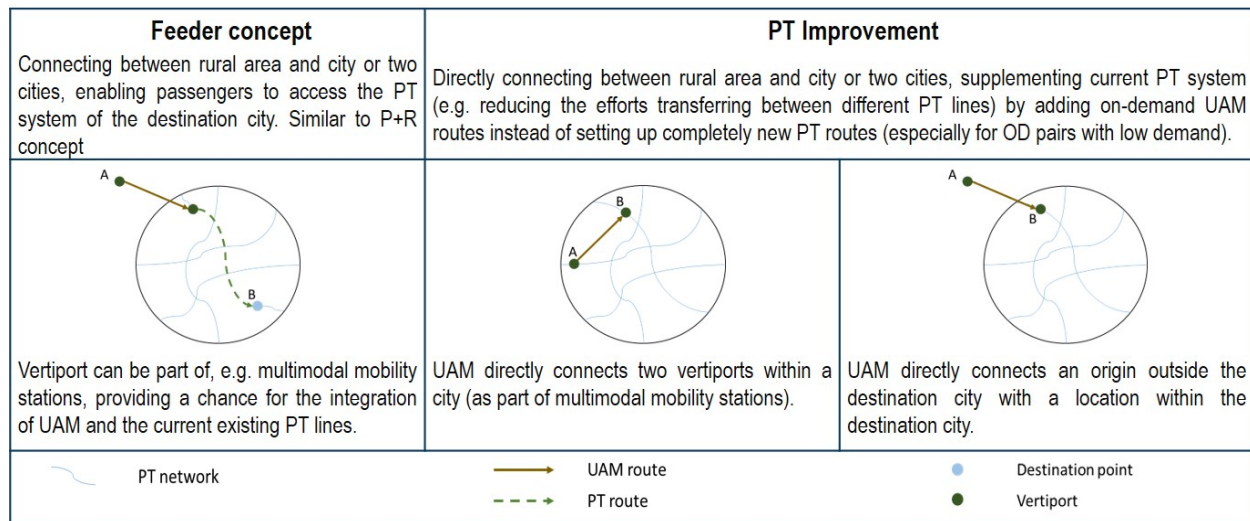 Feeder concept
Connecting between rural area and city or two
cities, enabling passengers to access the PT
system of the destination city. Similar to P+R
concept
PT Improvement
Directly connecting between rural area and city or two cities, supplementing current PT system
(e.g. reducing the efforts transferring between different PT lines) by adding on-demand UAM
routes instead of setting up completely new PT routes (especially for OD pairs with low demand).
A
B
Vertiport can be part of, e.g. multimodal mobility
stations, providing a chance for the integration
of UAM and the current existing PT lines.
B
A
UAM directly connects two vertiports within a
city (as part of multimodal mobility stations).
A
B
UAM directly connects an origin outside the
destination city with a location within the
destination city.
PT network
UAM route
PT route
Destination point
Vertiport